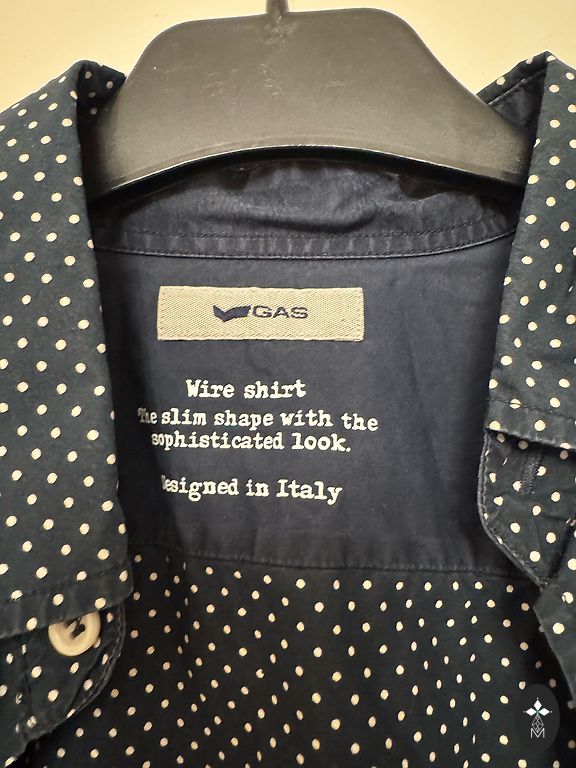 GAS
Wire shirt
The slim shape with the
sophisticated look.
Designed in Italy